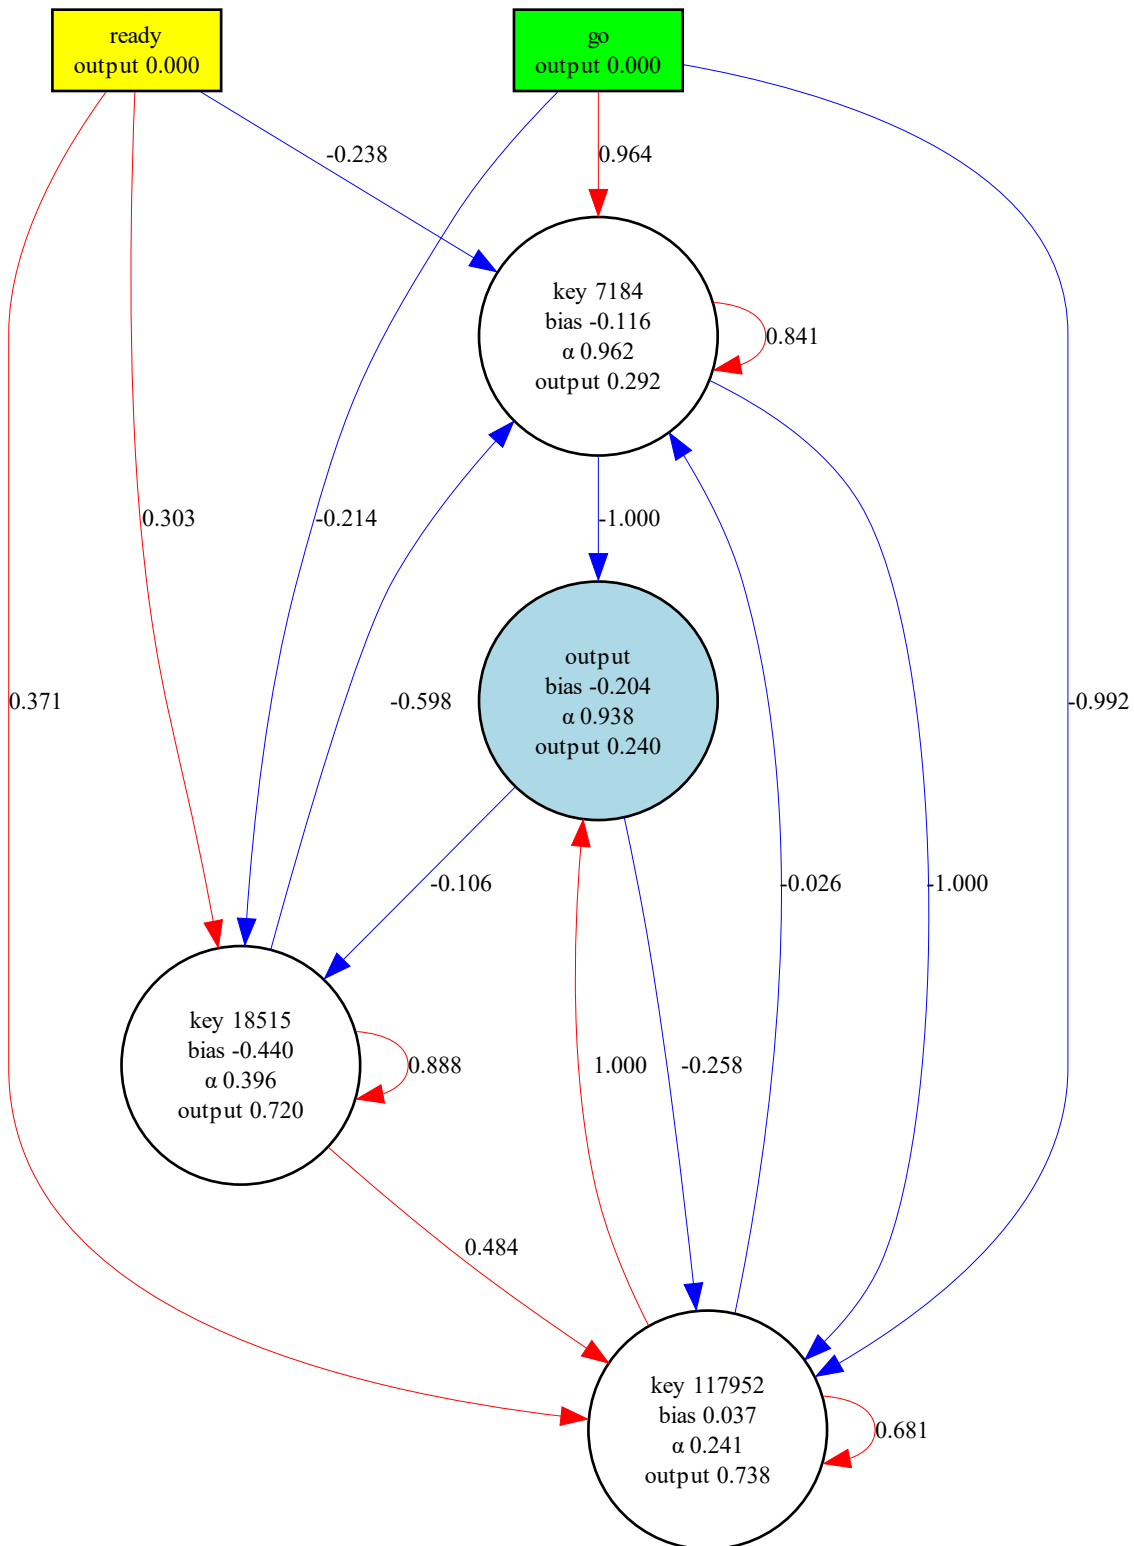 ready
output 0.000
go
output 0.000
-0.238
0.964
key 7184
bias -0.116
α 0.962
output 0.292
0.841
0.303
-0.214
-1.000
output
bias -0.204
α 0.938
output 0.240
0.371
-0.598
-0.992
-0.106
-0.026
-1.000
key 18515
bias -0.440
α 0.396
output 0.720
0.888
1.000
-0.258
0.484
key 117952
bias 0.037
α 0.241
output 0.738
0.681